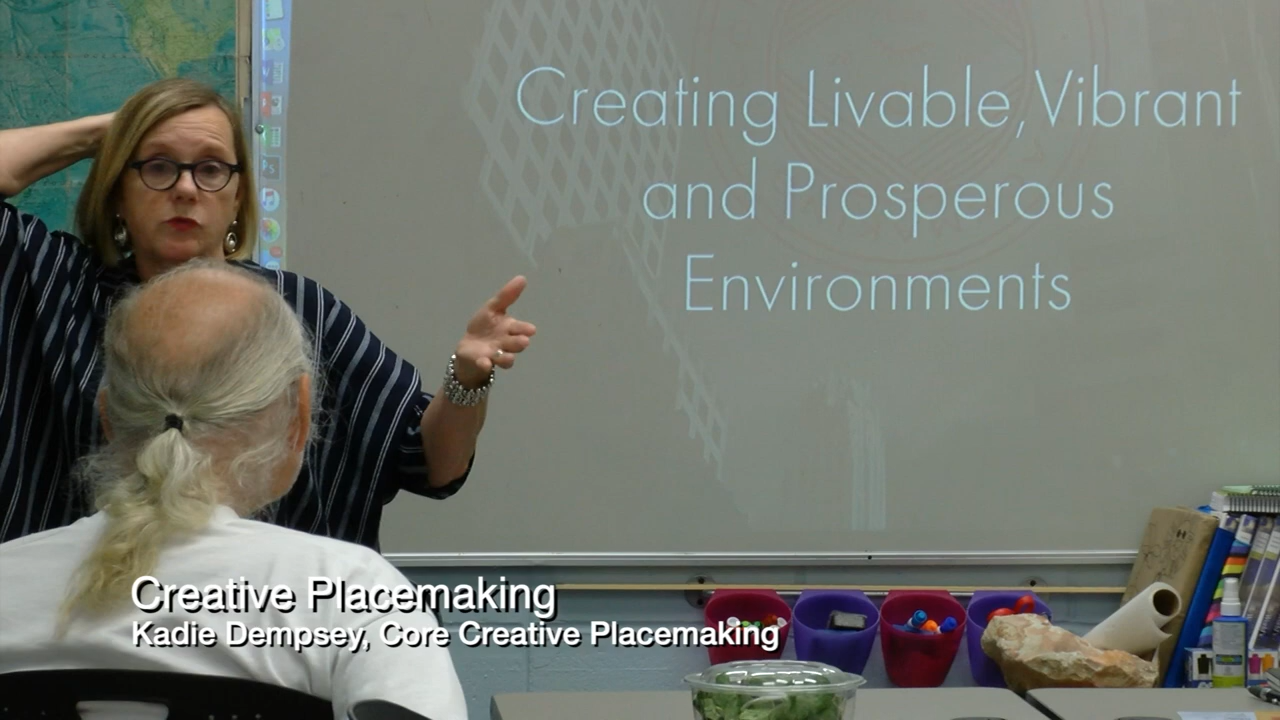 Creating Livable, Vibrant
and Prosperous
Environments
Creative Placemaking
Kadie Dempsey, Core Creative Placemaking